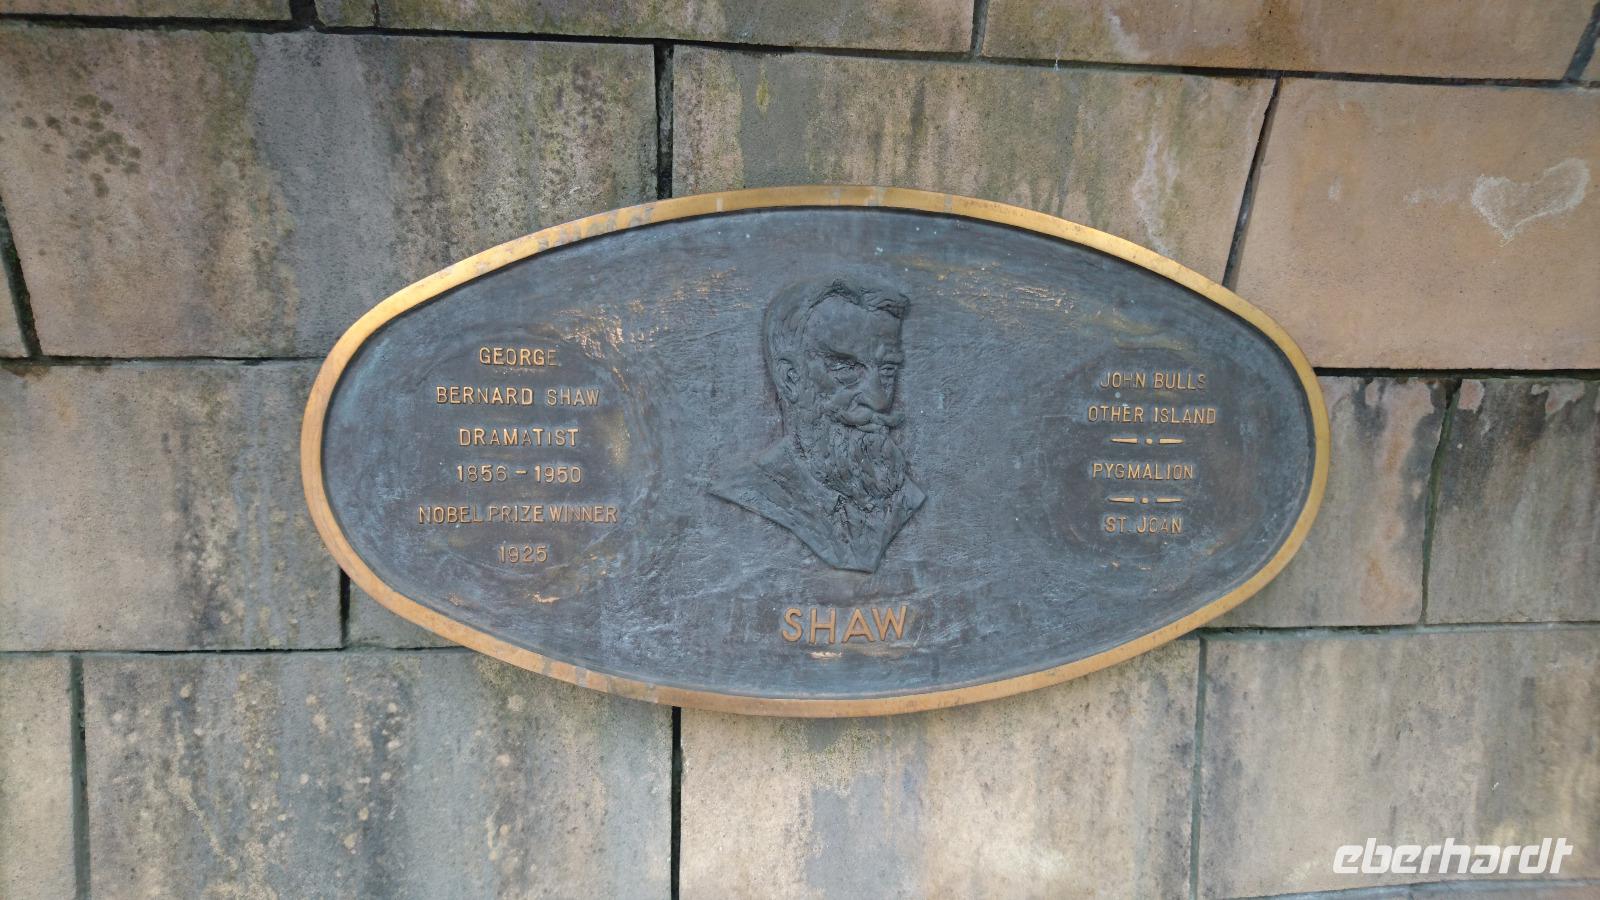 GEORGE
BERNARD SHAW
DRAMATIST
1856 - 1950
NOBEL PRIZE WINNER
1925
SHAW
JOHN BULLS
OTHER ISLAND
PYGMALION
ST. JOAN
eberhardt